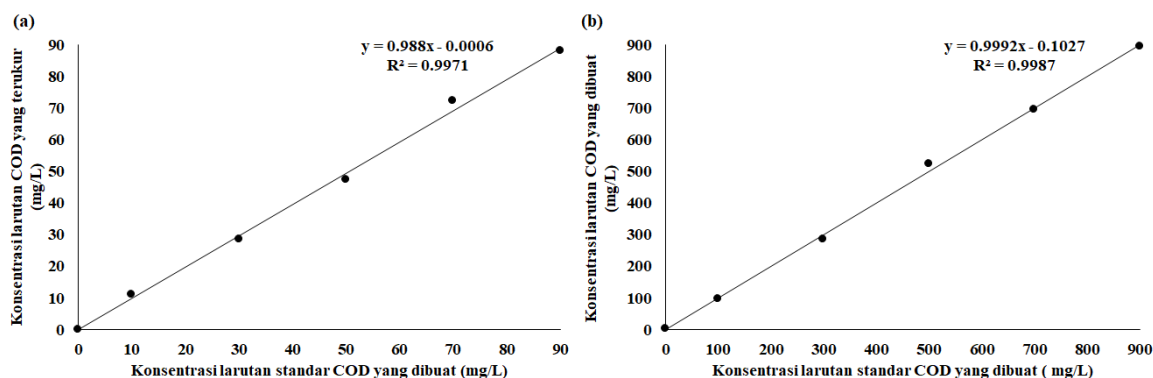 (a)
y = 0.988x - 0.0006
R² = 0.9971
Konsentrasi larutan COD yang terukur
(mg/L)
90
80
70
60
50
40
30
20
10
0
0 10 20 30 40 50 60 70 80 90
Konsentrasi larutan standar COD yang dibuat (mg/L)
(b)
y = 0.9992x - 0.1027
R² = 0.9987
Konsentrasi larutan COD yang dibuat
(mg/L)
900
800
700
600
500
400
300
200
100
0
0 100 200 300 400 500 600 700 800 900
Konsentrasi larutan standar COD yang dibuat ( mg/L)